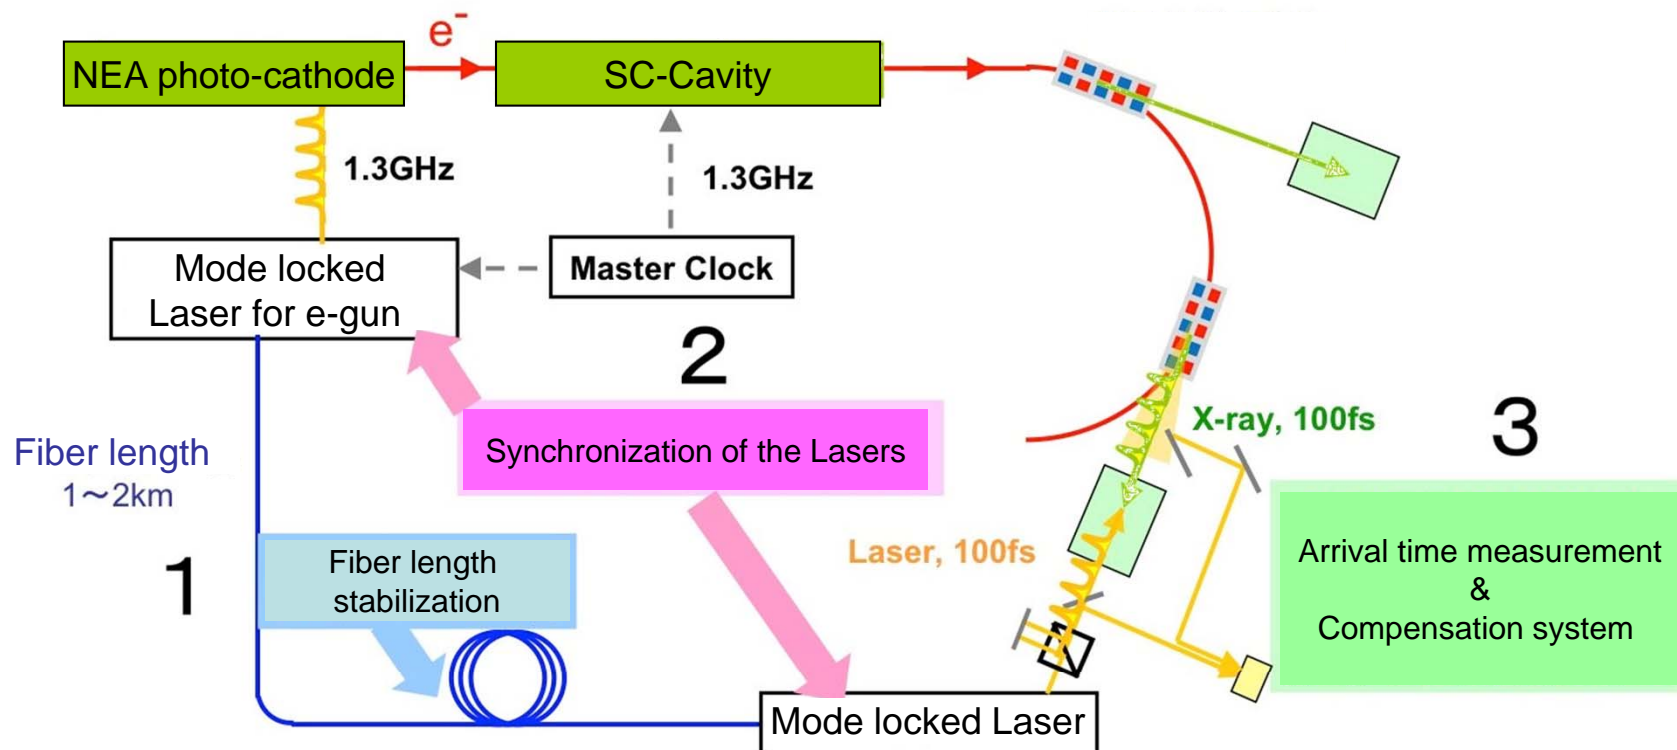 e-
NEA photo-cathode
SC-Cavity
1.3GHz
1.3GHz
Mode locked
Laser for e-gun
Master Clock
2
Synchronization of the Lasers
X-ray, 100fs
3
Fiber length
1～2km
Laser, 100fs
Arrival time measurement
&
Compensation system
1
Fiber length
stabilization
Mode locked Laser